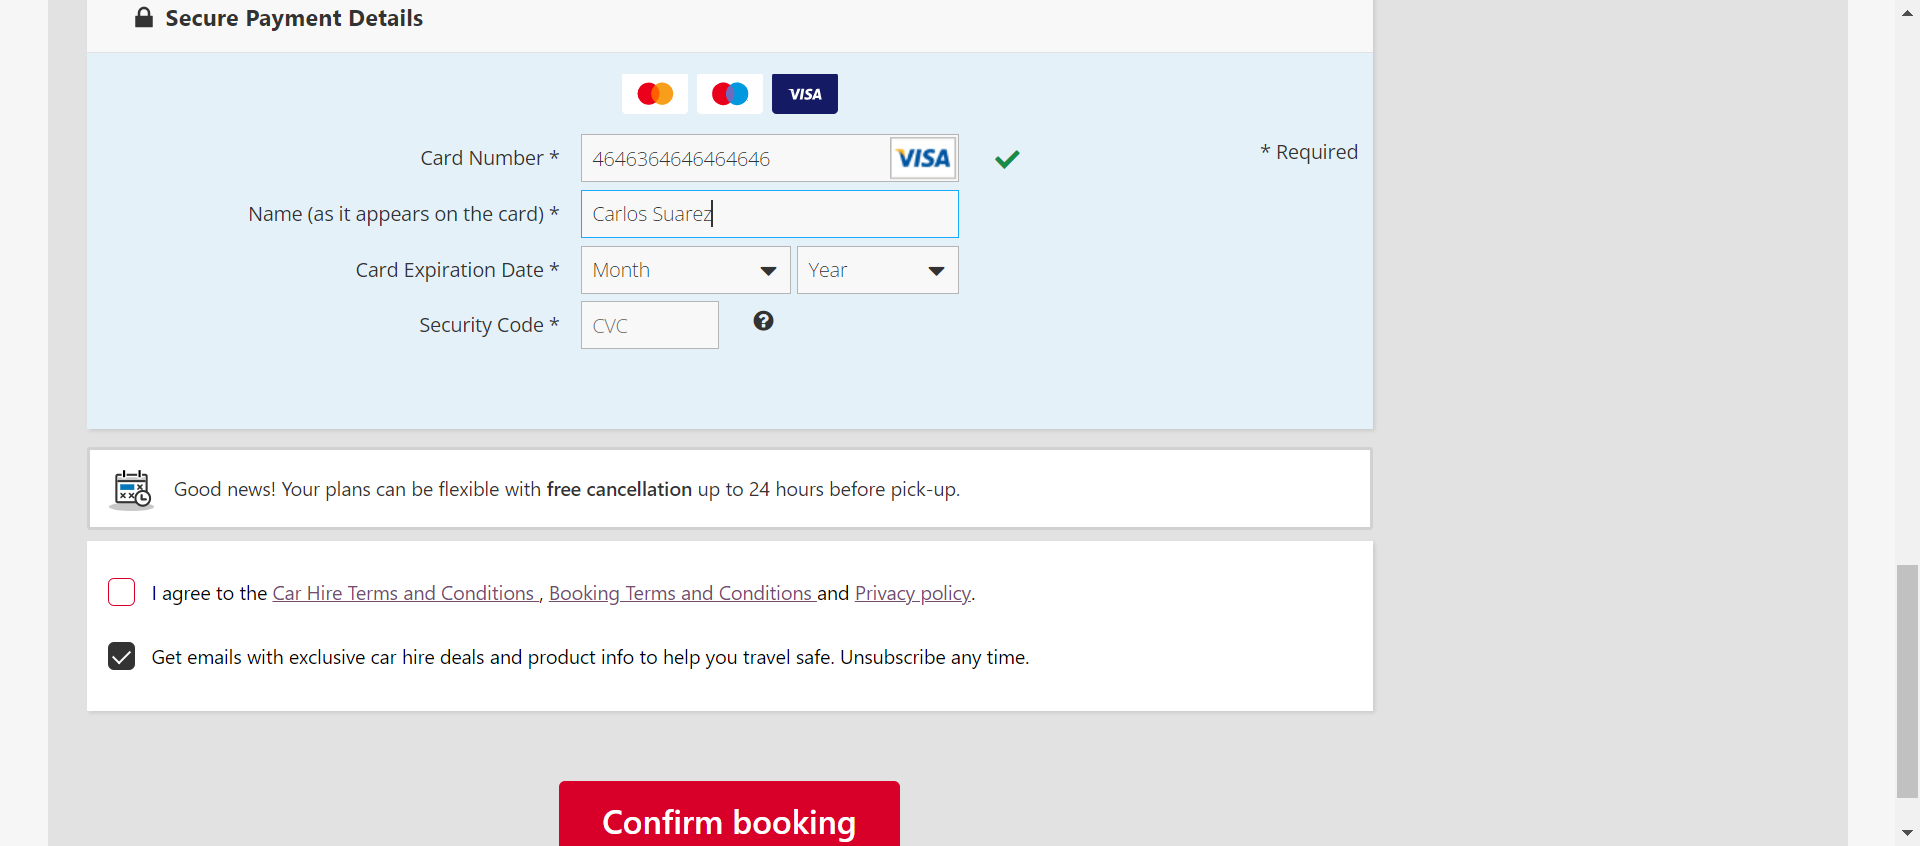 Secure Payment Details
VISA
Card Number *
4646364646464646
VISA
* Required
Name (as it appears on the card) *
Carlos Suarez
Card Expiration Date *
Month
Year
Security Code *
CVC
?
Good news! Your plans can be flexible with free cancellation up to 24 hours before pick-up.
I agree to the Car Hire Terms and Conditions , Booking Terms and Conditions and Privacy policy.
Get emails with exclusive car hire deals and product info to help you travel safe. Unsubscribe any time.
Confirm booking